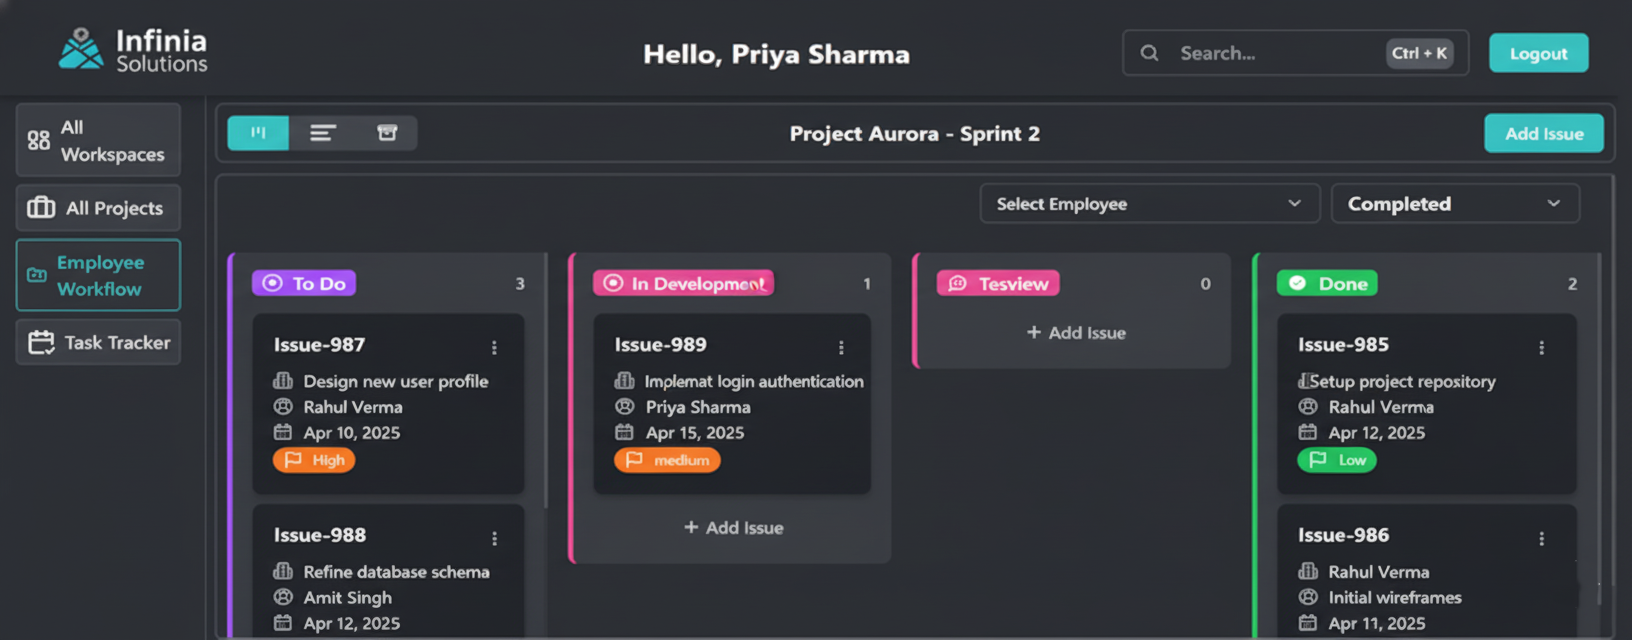 Infinia
Solutions
Hello, Priya Sharma
Search...
Ctrl + K
Logout
All
Workspaces
All Projects
Employee
Workflow
Task Tracker
Project Aurora - Sprint 2
Add Issue
Select Employee
Completed
To Do
3
Issue-987
Design new user profile
Rahul Verma
Apr 10, 2025
High
Issue-988
Refine database schema
Amit Singh
Apr 12, 2025
In Development
1
Issue-989
Implemat login authentication
Priya Sharma
Apr 15, 2025
medium
+ Add Issue
Tesview
0
+ Add Issue
Done
2
Issue-985
Setup project repository
Rahul Verma
Apr 12, 2025
Low
Issue-986
Rahul Verma
Initial wireframes
Apr 11, 2025